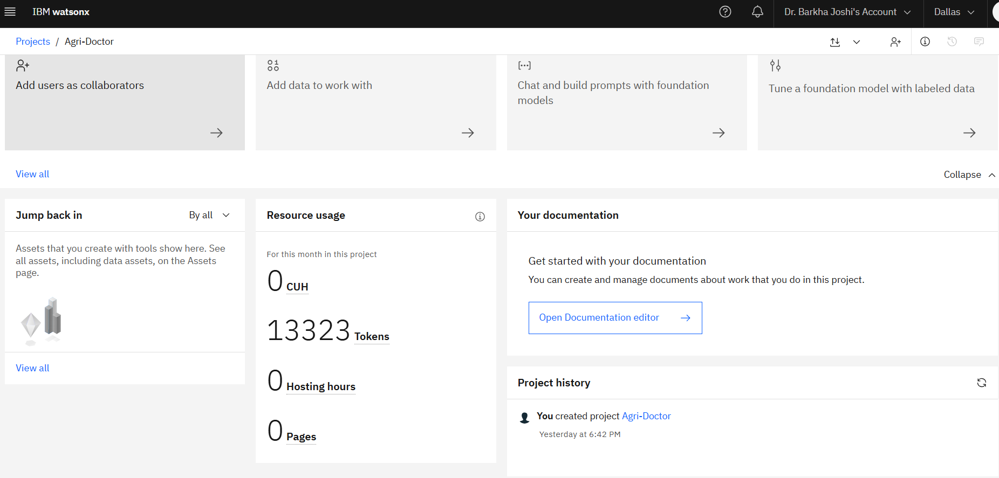 IBM watsonx
Dr. Barkha Joshi's Account
Dallas
Projects / Agri-Doctor
Add users as collaborators
Add data to work with
Chat and build prompts with foundation
models
Tune a foundation model with labeled data
View all
Collapse
Jump back in
By all
Assets that you create with tools show here. See
all assets, including data assets, on the Assets
page.
View all
Resource usage
For this month in this project
0 CUH
13323 Tokens
0 Hosting hours
0 Pages
Your documentation
Get started with your documentation
You can create and manage documents about work that you do in this project.
Open Documentation editor
Project history
You created project Agri-Doctor
Yesterday at 6:42 PM